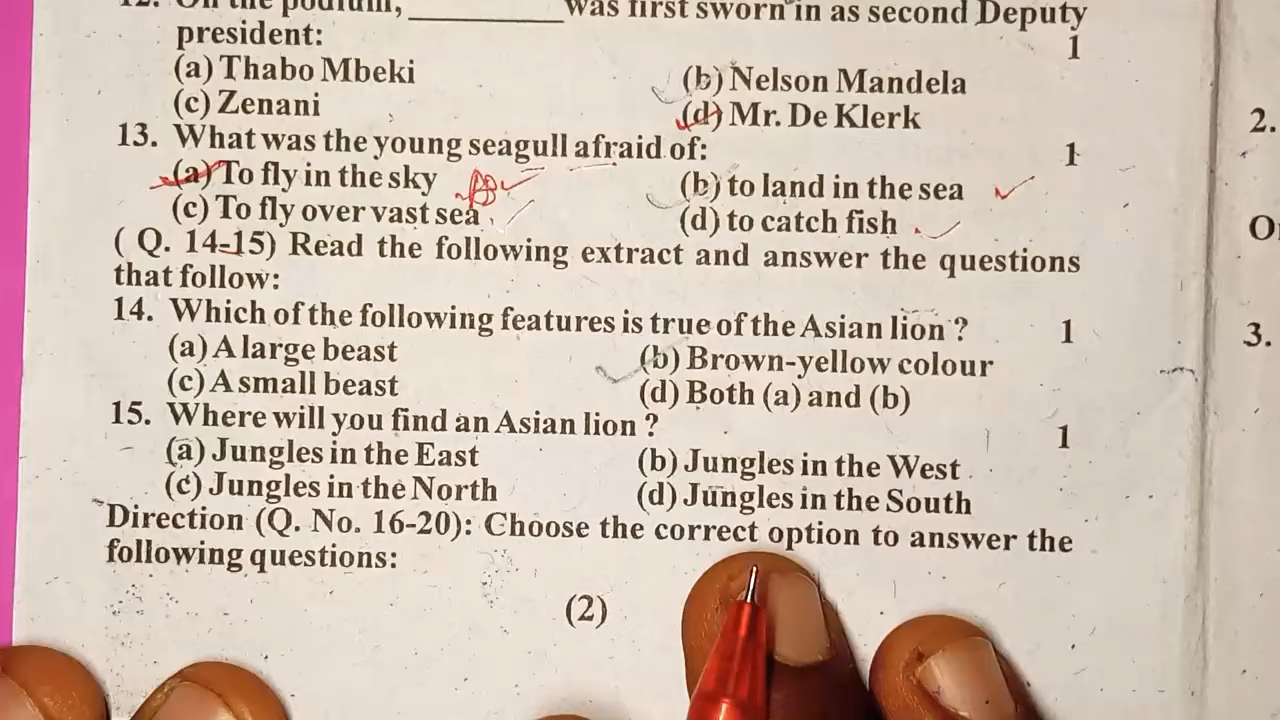 12. On the podium, __________ was first sworn in as second Deputy
president: 1
(a) Thabo Mbeki (b) Nelson Mandela
(c) Zenani (d) Mr. De Klerk
13. What was the young seagull afraid of: 1
(a) To fly in the sky (b) to land in the sea
(c) To fly over vast sea (d) to catch fish
( Q. 14-15) Read the following extract and answer the questions
that follow:
14. Which of the following features is true of the Asian lion ? 1
(a) A large beast (b) Brown-yellow colour
(c) A small beast (d) Both (a) and (b)
15. Where will you find an Asian lion ? 1
(a) Jungles in the East (b) Jungles in the West
(c) Jungles in the North (d) Jungles in the South
Direction (Q. No. 16-20): Choose the correct option to answer the
following questions:
(2)
2.
3.